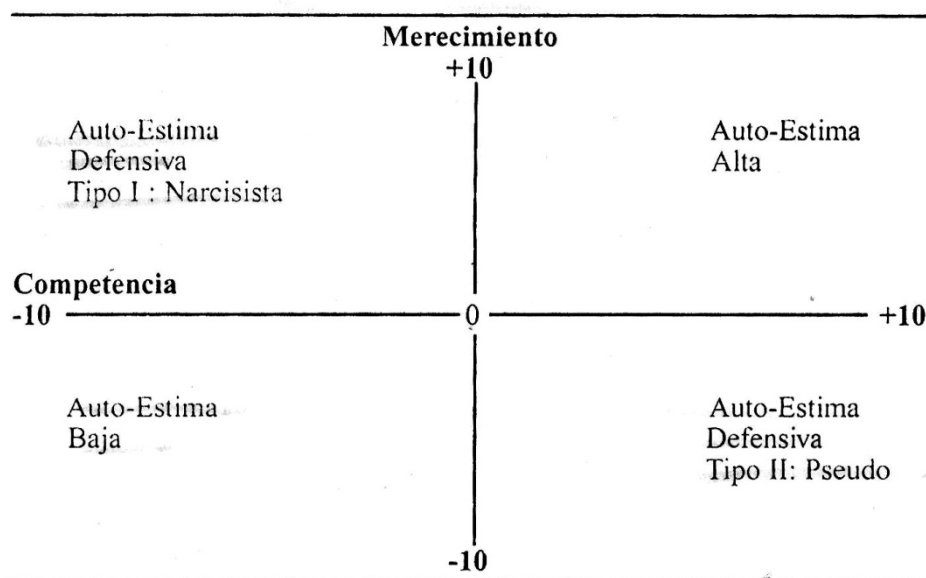 Merecimiento
+10
Auto-Estima
Defensiva
Tipo I : Narcisista
Auto-Estima
Alta
Competencia
-10
0
+10
Auto-Estima
Baja
Auto-Estima
Defensiva
Tipo II: Pseudo
-10